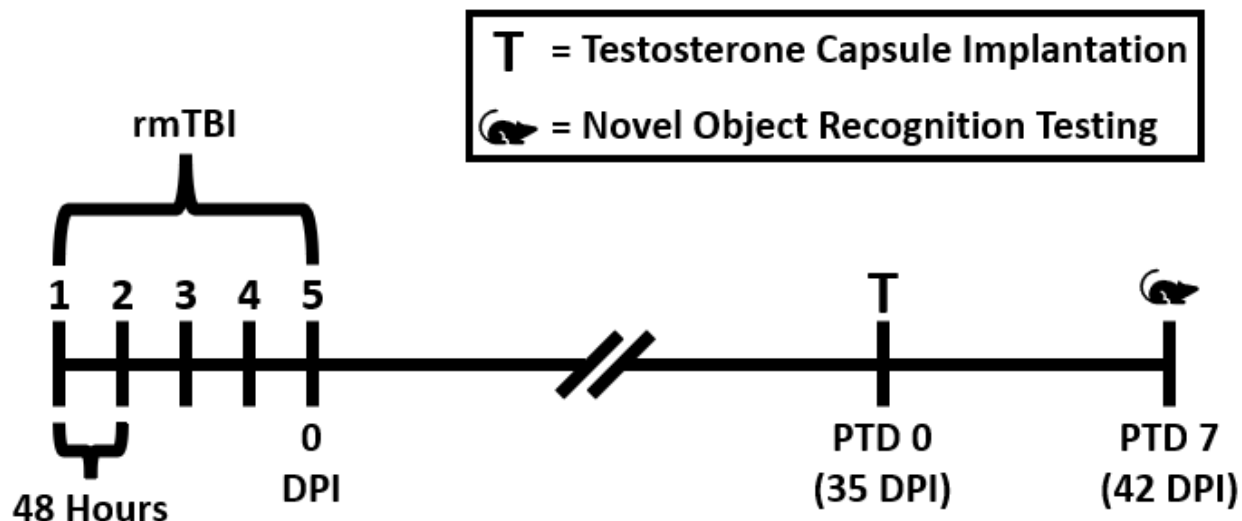 T = Testosterone Capsule Implantation
= Novel Object Recognition Testing
rmTBI
1 2 3 4 5
T
0
DPI
PTD 0
(35 DPI)
PTD 7
(42 DPI)
48 Hours